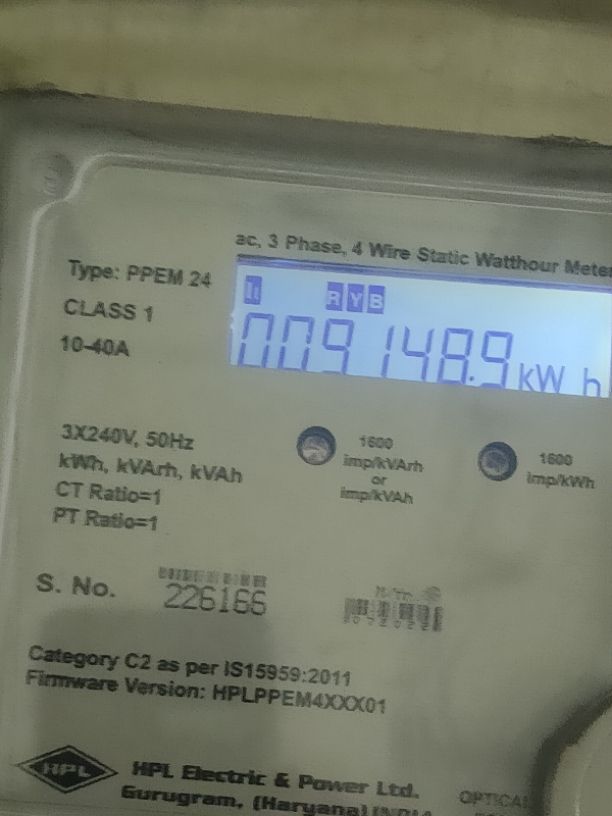 ac, 3 Phase, 4 Wire Static Watthour Meter
Type: PPEM 24
CLASS 1
10-40A
R Y B
009148.9 kW h
3X240V, 50Hz
kWh, kVArh, kVAh
CT Ratio=1
PT Ratio=1
1600
imp/kVArh
or
imp/kVAh
1600
imp/kWh
S. No.
226166
Category C2 as per IS15959:2011
Firmware Version: HPLPPEM4XXX01
HPL
HPL Electric & Power Ltd.
Gurugram, (Haryana) INDIA
OPTICAL